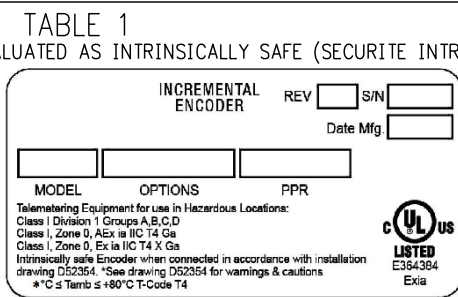 TABLE 1
ALUATED AS INTRINSICALLY SAFE (SECURITE INTR
INCREMENTAL
ENCODER
REV
S/N
Date Mfg.
MODEL OPTIONS PPR
Telemetering Equipment for use in Hazardous Locations:
Class I Division 1 Groups A,B,C,D
Class I, Zone 0, AEx ia IIC T4 Ga
Class I, Zone 0, Ex ia IIC T4 X Ga
Intrinsically safe Encoder when connected in accordance with installation
drawing D52354. *See drawing D52354 for warnings & cautions
*°C ≤ Tamb ≤ +80°C T-Code T4
C UL US
LISTED
E364384
Exia